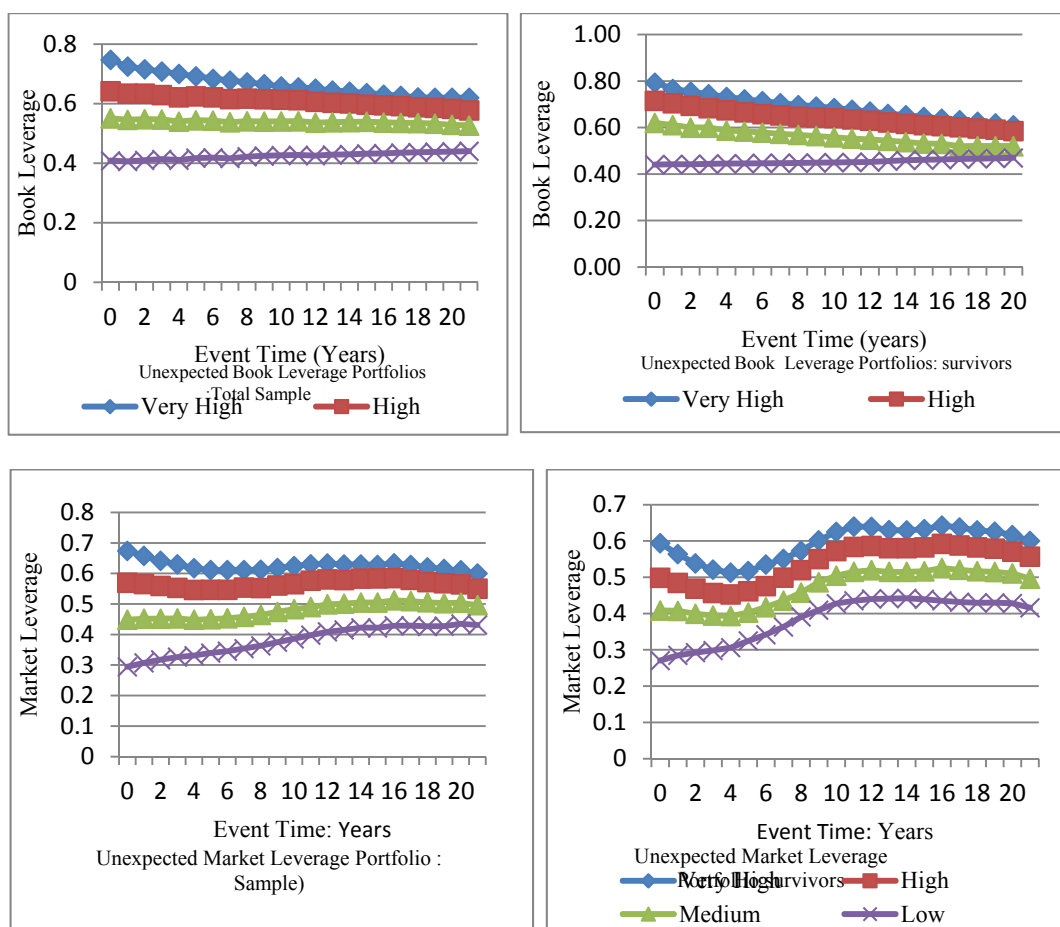 0.8
0.6
0.4
0.2
0
Book Leverage
0 2 4 6 8 10 12 14 16 18 20
Event Time (Years)
Unexpected Book Leverage Portfolios
:Total Sample
Very High High
1.00
0.80
0.60
0.40
0.20
0.00
Book Leverage
0 2 4 6 8 10 12 14 16 18 20
Event Time (years)
Unexpected Book Leverage Portfolios: survivors
Very High High
0.8
0.7
0.6
0.5
0.4
0.3
0.2
0.1
0
Market Leverage
0 2 4 6 8 10 12 14 16 18 20
Event Time: Years
Unexpected Market Leverage Portfolio :
Sample)
0.7
0.6
0.5
0.4
0.3
0.2
0.1
0
Market Leverage
0 2 4 6 8 10 12 14 16 18 20
Event Time: Years
Unexpected Market Leverage
Portfolio:survivors
Very High High
Medium Low